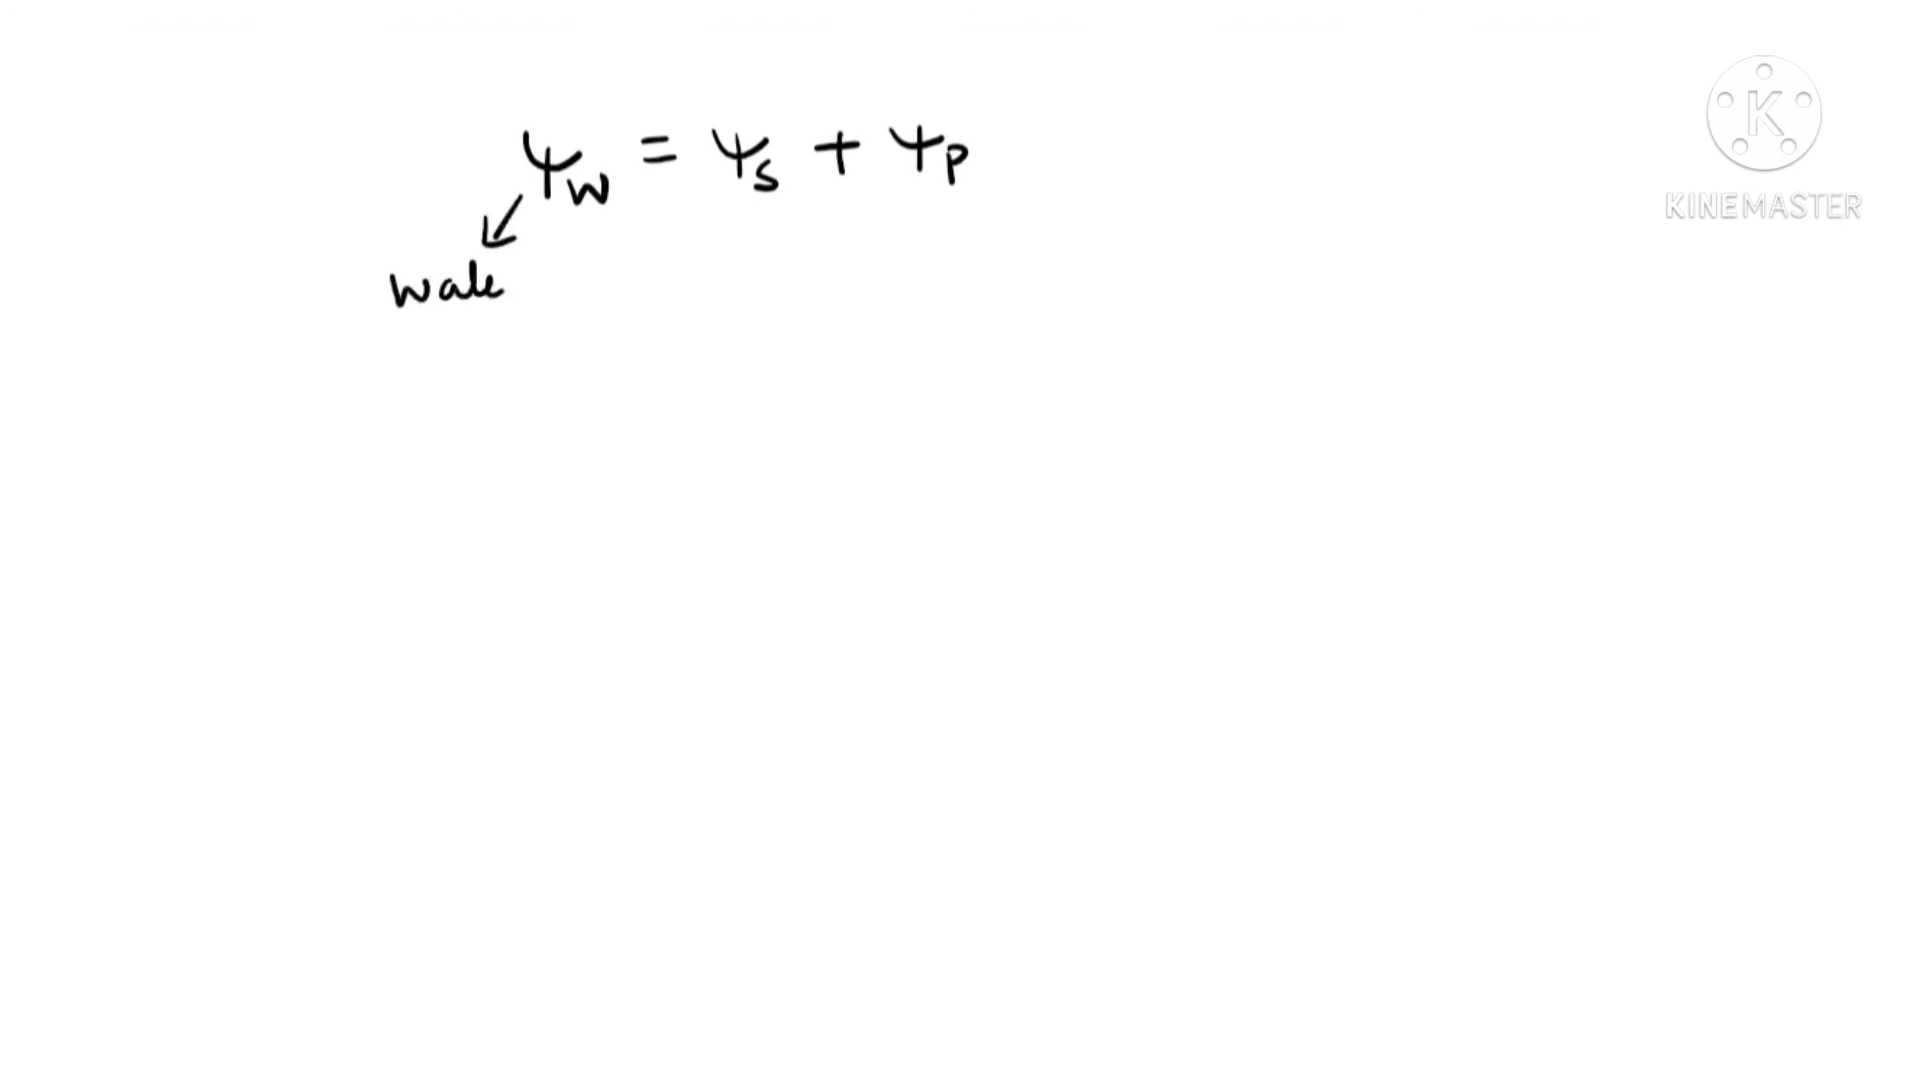 Ψw = Ψs + Ψp
K
KINEMASTER
wate